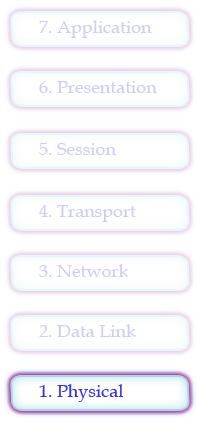 7. Application
6. Presentation
5. Session
4. Transport
3. Network
2. Data Link
1. Physical